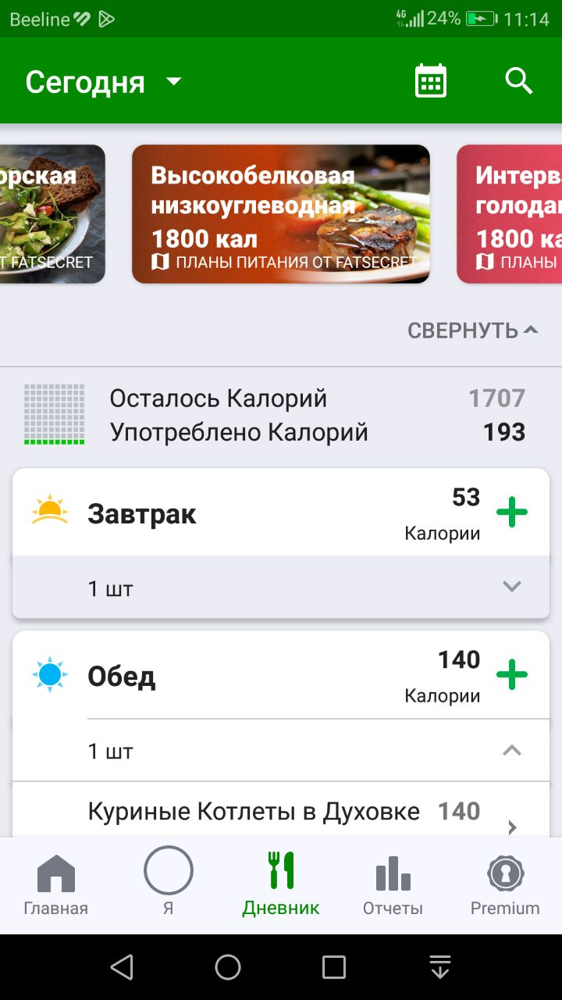 Beeline 4G 24% 11:14
Сегодня
орская
Т FATSECRET
Высокобелковая
низкоуглеводная
1800 кал
ПЛАНЫ ПИТАНИЯ ОТ FATSECRET
Интерв
голода
1800 ка
ПЛАНЫ
СВЕРНУТЬ
Осталось Калорий 1707
Употреблено Калорий 193
Завтрак 53
Калории
1 шт
Обед 140
Калории
1 шт
Куриные Котлеты в Духовке 140
Главная Я Дневник Отчеты Premium